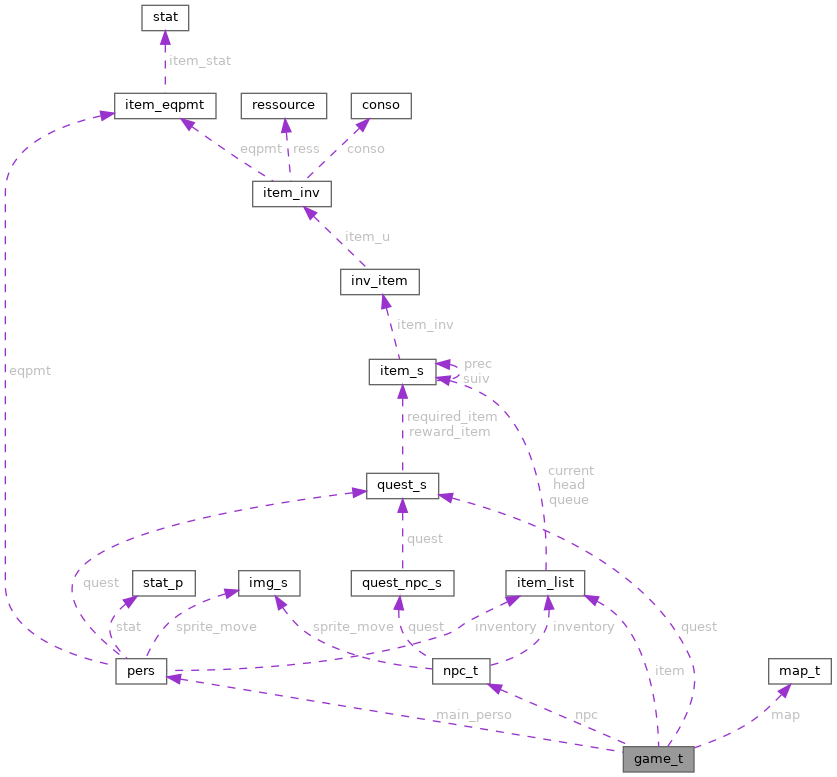 stat
item_stat
item_eqpmt
ressource
conso
eqpmt
ress
conso
item_inv
item_u
inv_item
item_inv
item_s
prec
suiv
eqpmt
required_item
reward_item
current
head
queue
quest_s
quest
quest
stat_p
img_s
quest_npc_s
item_list
stat
sprite_move
sprite_move
quest
inventory
inventory
quest
pers
npc_t
item
map_t
main_perso
npc
map
game_t